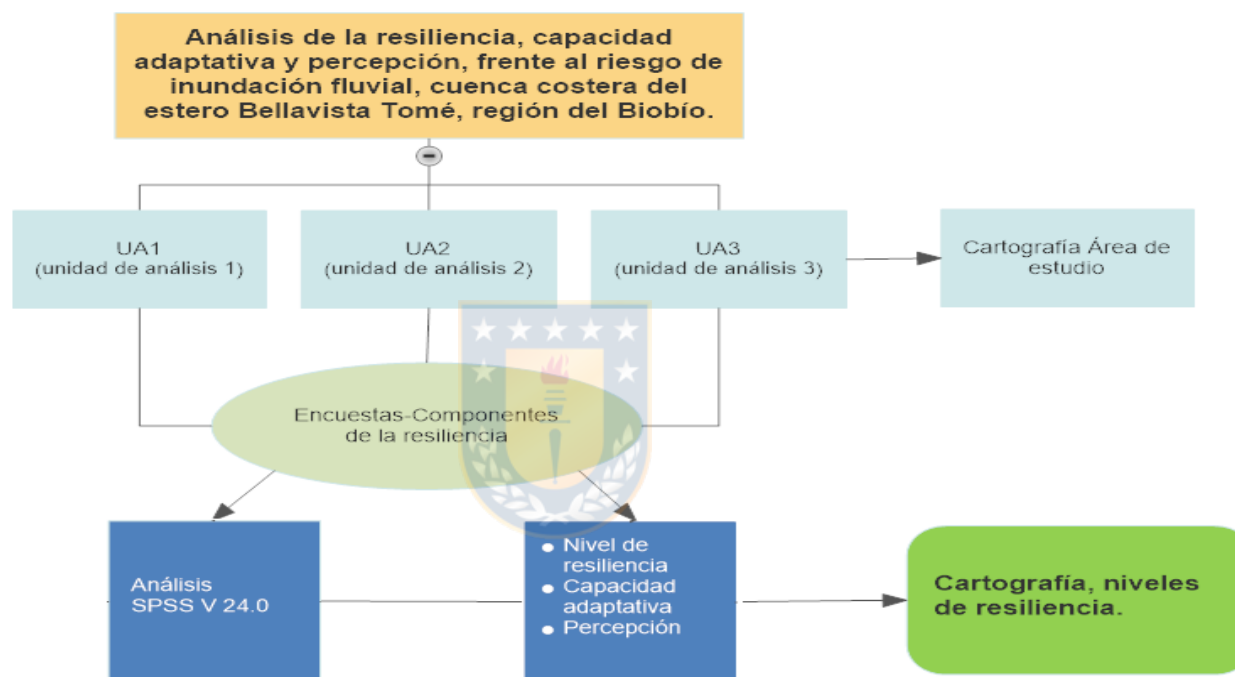 Análisis de la resiliencia, capacidad
adaptativa y percepción, frente al riesgo de
inundación fluvial, cuenca costera del
estero Bellavista Tomé, región del Biobío.
UA1
(unidad de análisis 1)
UA2
(unidad de análisis 2)
UA3
(unidad de análisis 3)
Cartografía Área de
estudio
Encuestas-Componentes
de la resiliencia
Análisis
SPSS V 24.0
● Nivel de
resiliencia
● Capacidad
adaptativa
● Percepción
Cartografía, niveles
de resiliencia.